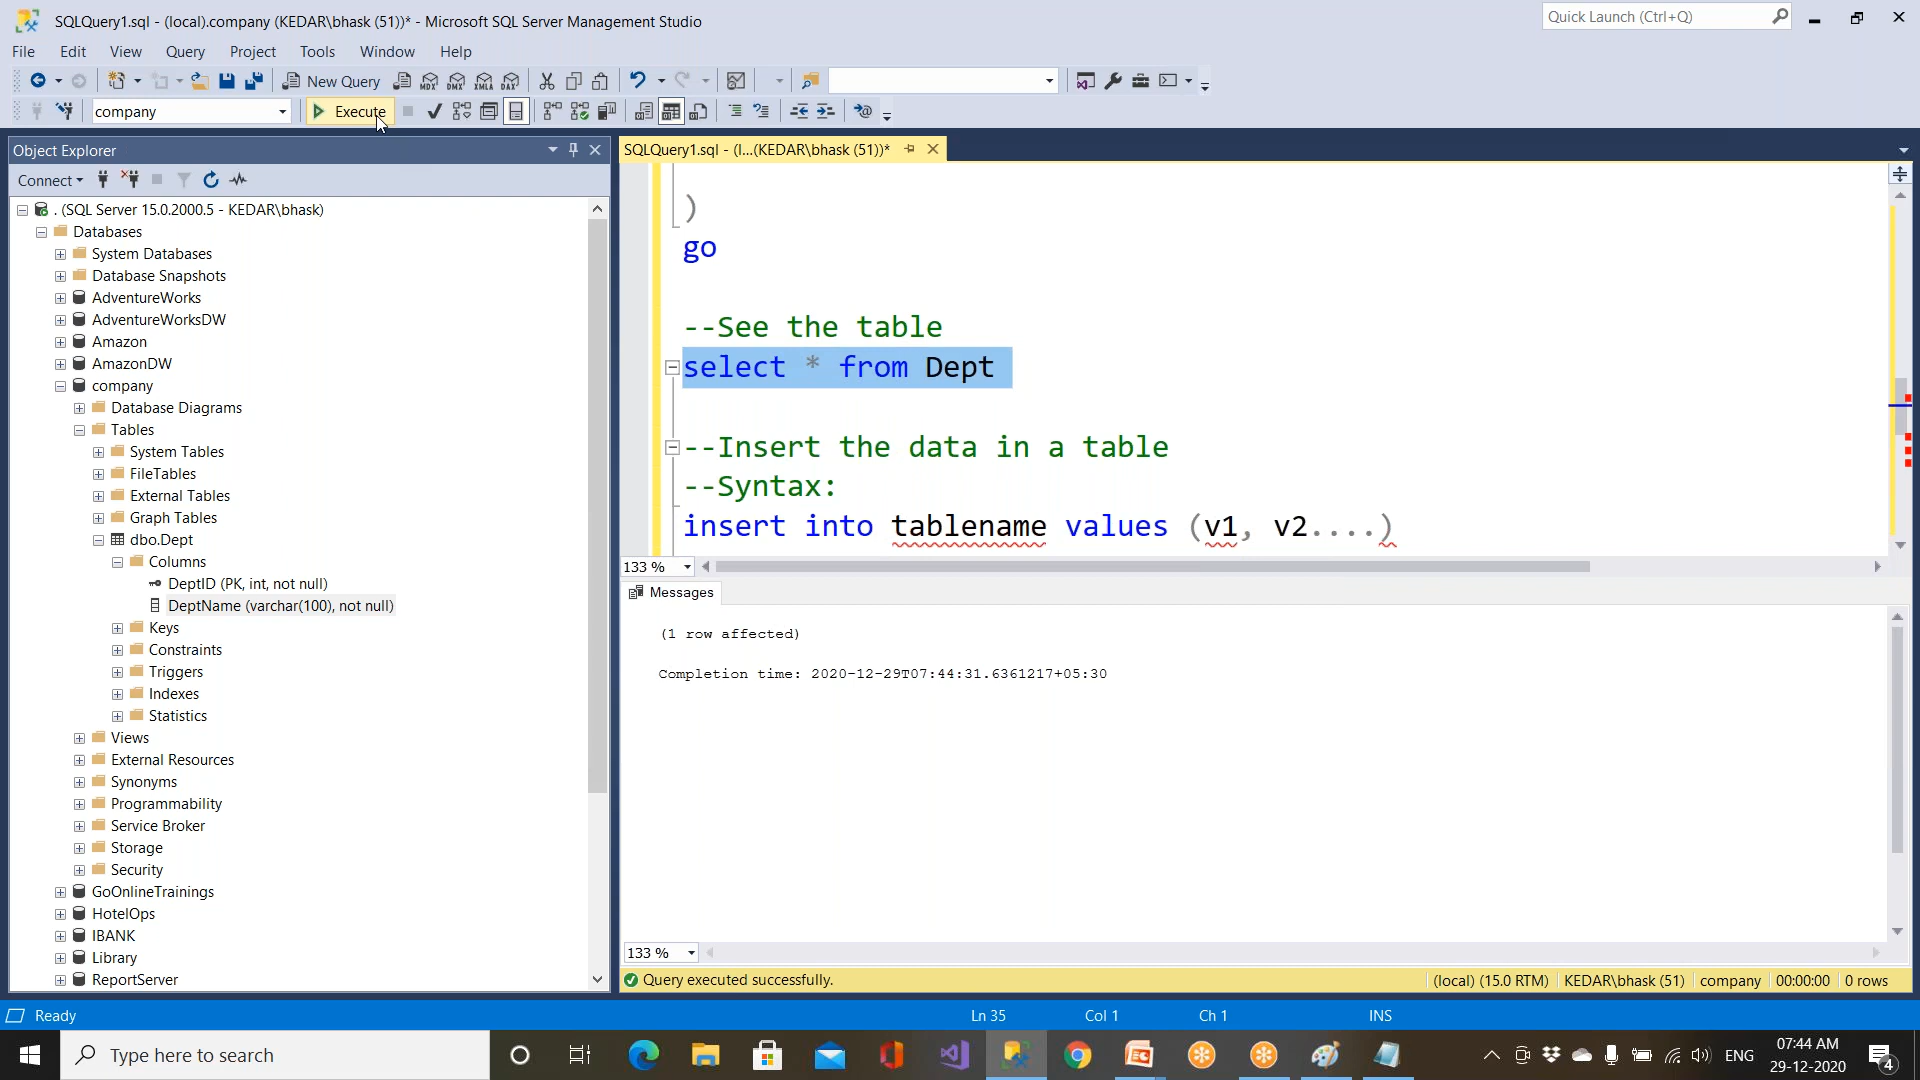 SQLQuery1.sql - (local).company (KEDAR\bhask (51))* - Microsoft SQL Server Management Studio
Quick Launch (Ctrl+Q)
File Edit View Query Project Tools Window Help
New Query MDX DMX XMLA DAX
company Execute
Object Explorer
SQLQuery1.sql - (l...(KEDAR\bhask (51))*
Connect
. (SQL Server 15.0.2000.5 - KEDAR\bhask)
Databases
System Databases
Database Snapshots
AdventureWorks
AdventureWorksDW
Amazon
AmazonDW
company
Database Diagrams
Tables
System Tables
FileTables
External Tables
Graph Tables
dbo.Dept
Columns
DeptID (PK, int, not null)
DeptName (varchar(100), not null)
Keys
Constraints
Triggers
Indexes
Statistics
Views
External Resources
Synonyms
Programmability
Service Broker
Storage
Security
GoOnlineTrainings
HotelOps
IBANK
Library
ReportServer
)
go
--See the table
select * from Dept
--Insert the data in a table
--Syntax:
insert into tablename values (v1, v2....)
133 %
Messages
(1 row affected)
Completion time: 2020-12-29T07:44:31.6361217+05:30
133 %
Query executed successfully.
(local) (15.0 RTM) KEDAR\bhask (51) company 00:00:00 0 rows
Ready Ln 35 Col 1 Ch 1 INS
Type here to search
ENG
07:44 AM
29-12-2020
4